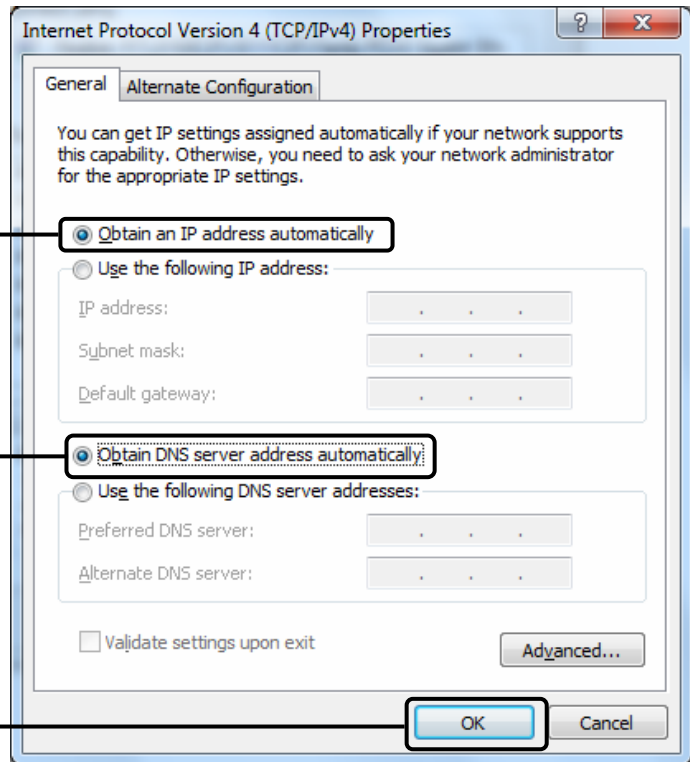 Internet Protocol Version 4 (TCP/IPv4) Properties
General
Alternate Configuration
You can get IP settings assigned automatically if your network supports
this capability. Otherwise, you need to ask your network administrator
for the appropriate IP settings.
Obtain an IP address automatically
Use the following IP address:
IP address:
Subnet mask:
Default gateway:
Obtain DNS server address automatically
Use the following DNS server addresses:
Preferred DNS server:
Alternate DNS server:
Validate settings upon exit
Advanced...
OK
Cancel